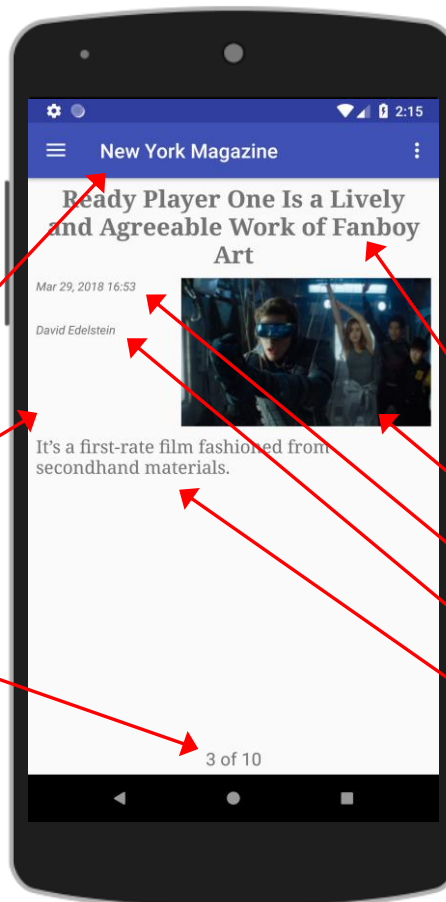 2:15
New York Magazine
Ready Player One Is a Lively
and Agreeable Work of Fanboy
Art
Mar 29, 2018 16:53
David Edelstein
It's a first-rate film fashioned from
secondhand materials.
3 of 10